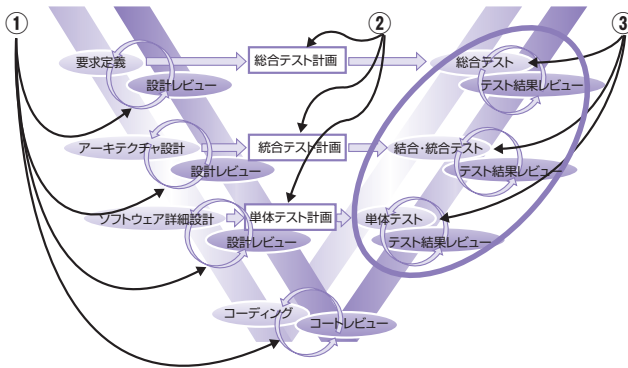 ①
②
③
要求定義
総合テスト計画
総合テスト
設計レビュー
テスト結果レビュー
アーキテクチャ設計
統合テスト計画
結合・統合テスト
設計レビュー
テスト結果レビュー
ソフトウェア詳細設計
単体テスト計画
単体テスト
設計レビュー
テスト結果レビュー
コーディング
コートレビュー